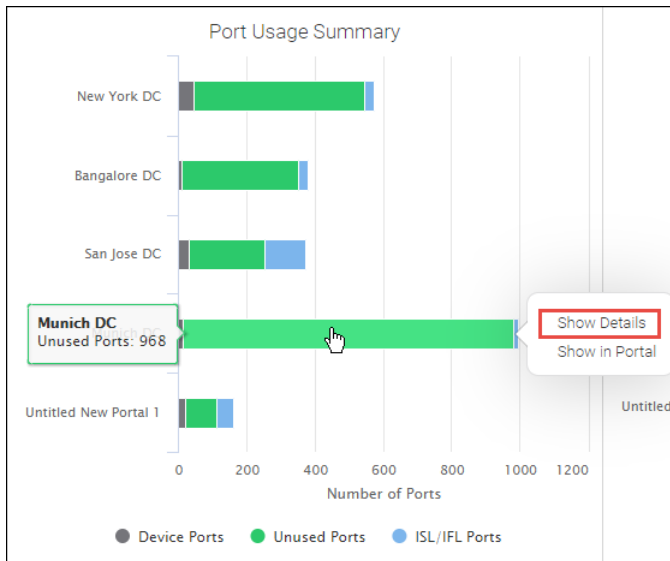 Port Usage Summary
New York DC
Bangalore DC
San Jose DC
Munich DC
Unused Ports: 968
Munich DC
Show Details
Show in Portal
Untitled New Portal 1
Untitled
0 200 400 600 800 1000 1200
Number of Ports
Device Ports Unused Ports ISL/IFL Ports